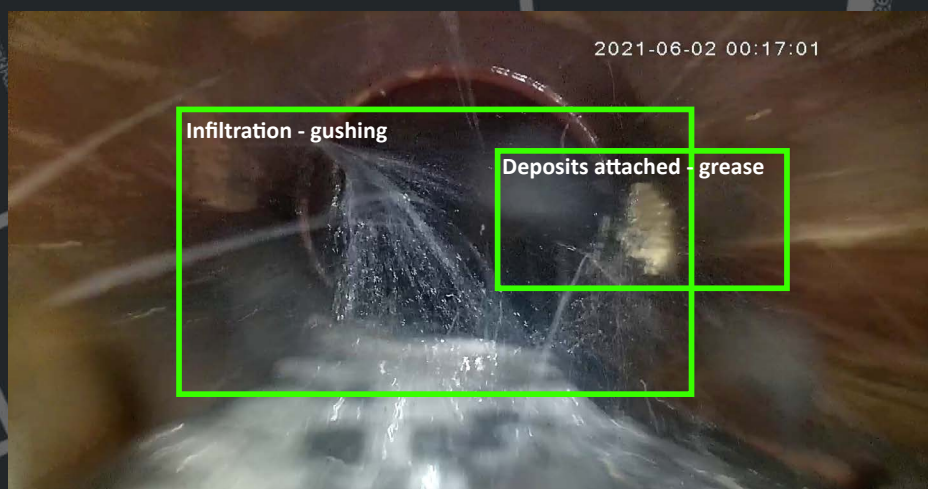 2021-06-02 00:17:01
Infiltration - gushing
Deposits attached - grease